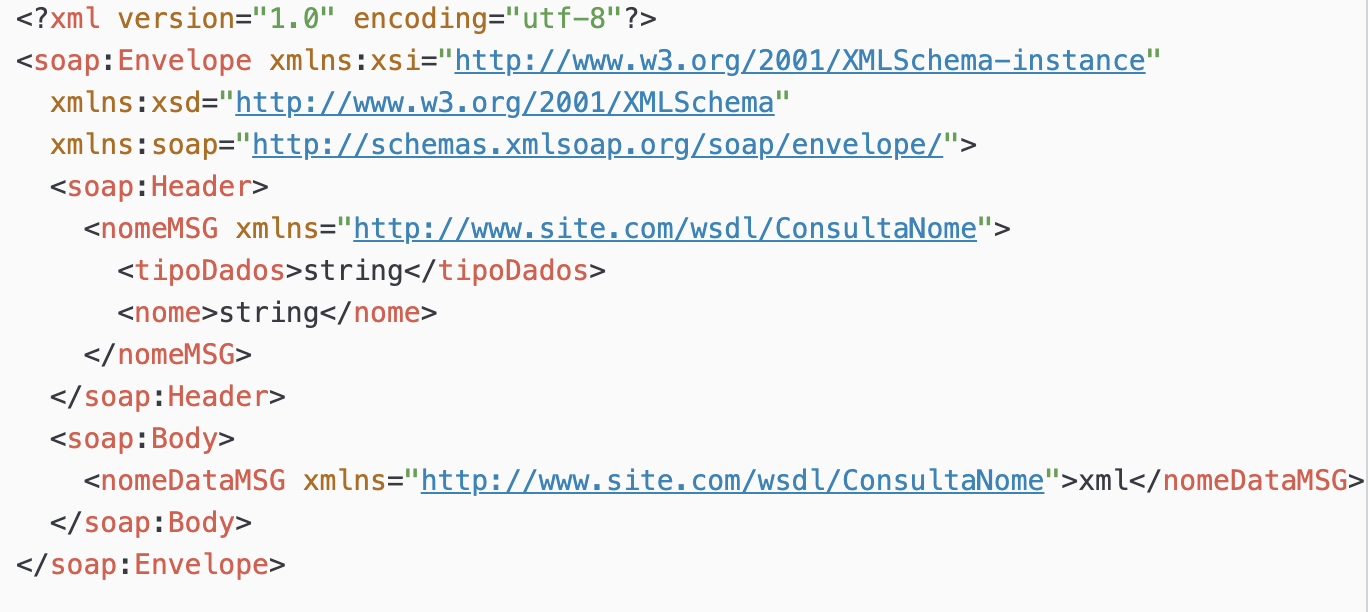 <?xml version="1.0" encoding="utf-8"?>
<soap:Envelope xmlns:xsi="http://www.w3.org/2001/XMLSchema-instance"
  xmlns:xsd="http://www.w3.org/2001/XMLSchema"
  xmlns:soap="http://schemas.xmlsoap.org/soap/envelope/">
  <soap:Header>
    <nomeMSG xmlns="http://www.site.com/wsdl/ConsultaNome">
      <tipoDados>string</tipoDados>
      <nome>string</nome>
    </nomeMSG>
  </soap:Header>
  <soap:Body>
    <nomeDataMSG xmlns="http://www.site.com/wsdl/ConsultaNome">xml</nomeDataMSG>
  </soap:Body>
</soap:Envelope>